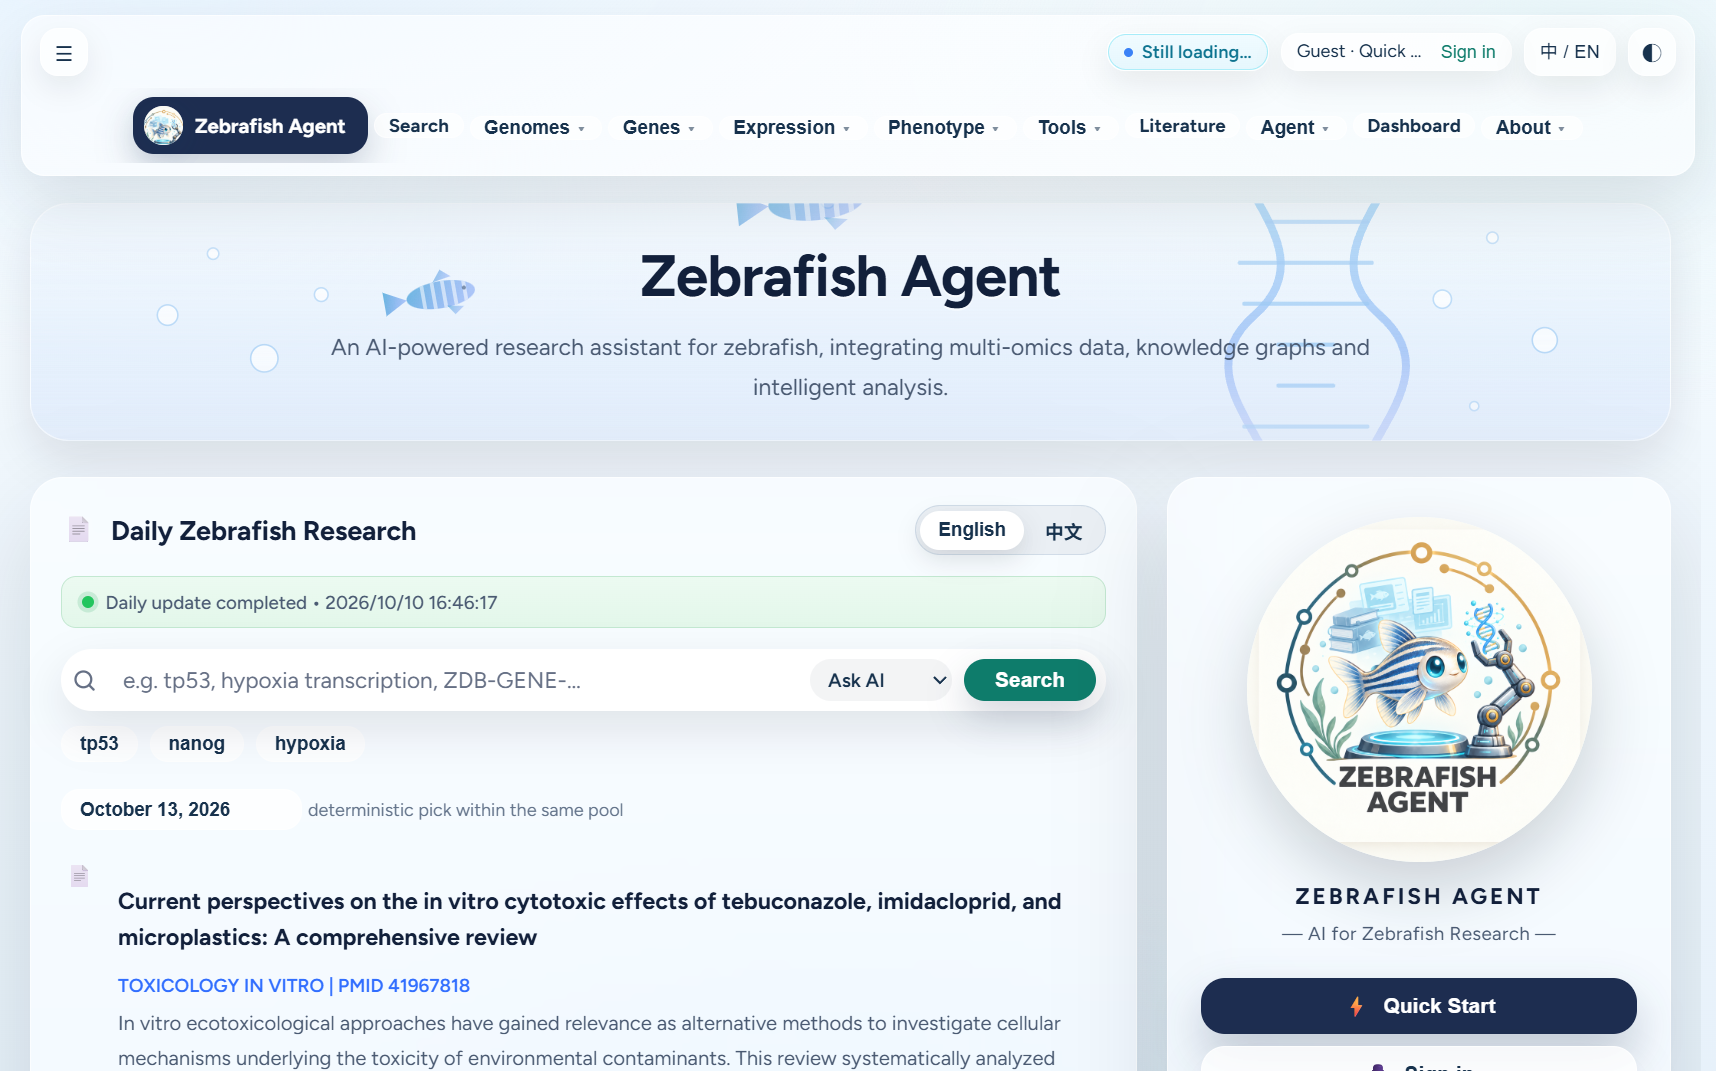 ☰
Still loading...
Guest · Quick ... Sign in
中 / EN
Zebrafish Agent Search Genomes Genes Expression Phenotype Tools Literature Agent Dashboard About
Zebrafish Agent
An AI-powered research assistant for zebrafish, integrating multi-omics data, knowledge graphs and
intelligent analysis.
Daily Zebrafish Research
English 中文
Daily update completed • 2026/10/10 16:46:17
e.g. tp53, hypoxia transcription, ZDB-GENE-...
Ask AI
Search
tp53 nanog hypoxia
October 13, 2026 deterministic pick within the same pool
Current perspectives on the in vitro cytotoxic effects of tebuconazole, imidacloprid, and
microplastics: A comprehensive review
TOXICOLOGY IN VITRO | PMID 41967818
In vitro ecotoxicological approaches have gained relevance as alternative methods to investigate cellular
mechanisms underlying the toxicity of environmental contaminants. This review systematically analyzed
ZEBRAFISH
AGENT
ZEBRAFISH AGENT
— AI for Zebrafish Research —
Quick Start
Sign in